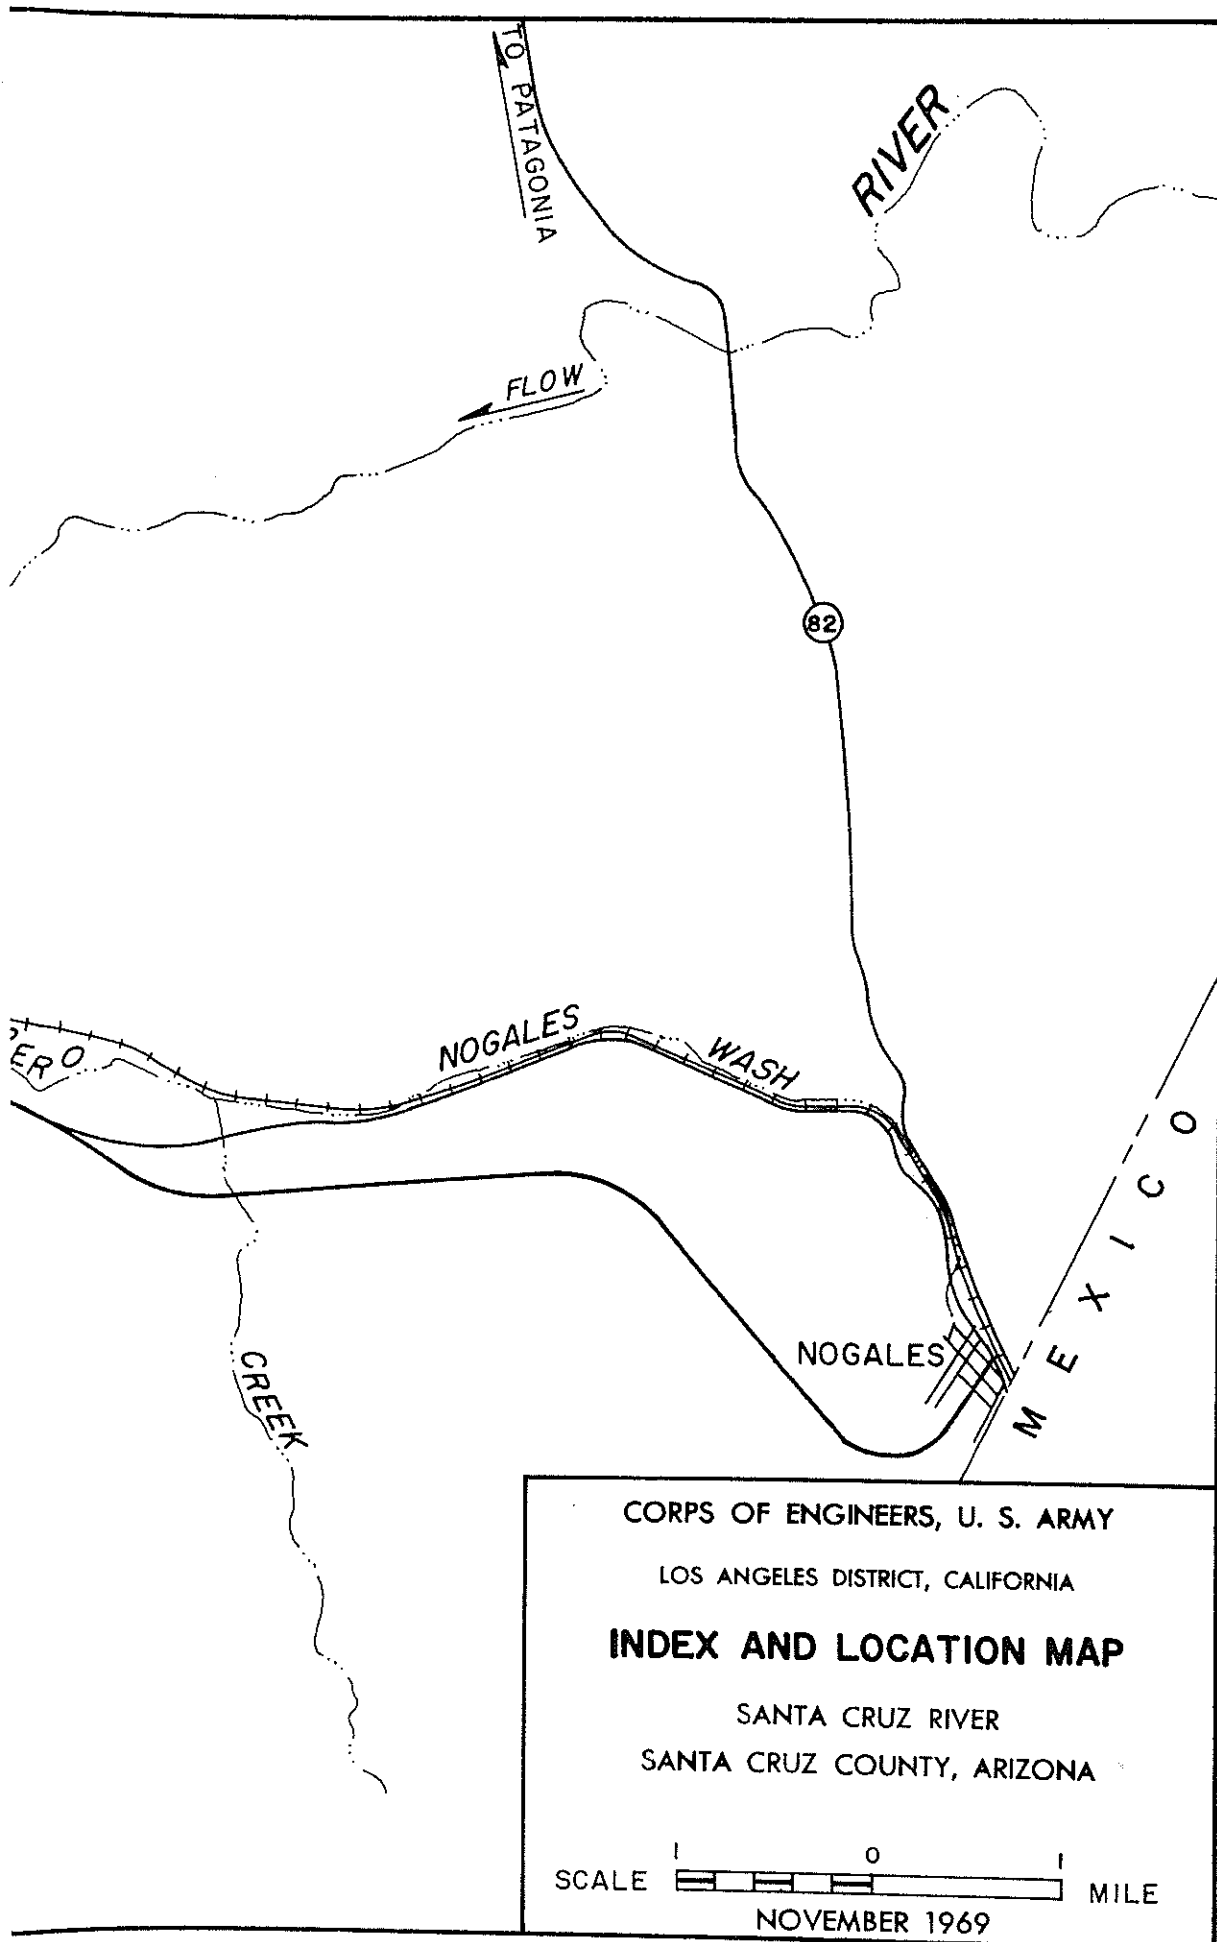 TO PATAGONIA
RIVER
FLOW
82
NOGALES
WASH
MEXICO
NOGALES
CREEK
CORPS OF ENGINEERS, U. S. ARMY
LOS ANGELES DISTRICT, CALIFORNIA
INDEX AND LOCATION MAP
SANTA CRUZ RIVER
SANTA CRUZ COUNTY, ARIZONA
1 0 1
SCALE MILE
NOVEMBER 1969